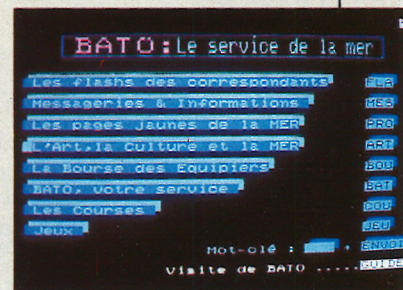 BATO:Le service de la mer
Les flashs des correspondants FLA
Messageries & Informations MSS
Les pages jaunes de la MER PRO
L'Art,la Culture et la MER ART
La Bourse des Equipiers BOU
BATO, votre service BAT
Les Courses COU
Jeux JEU
Mot-clé : + ENVOI
Visite de BATO .....GUIDE